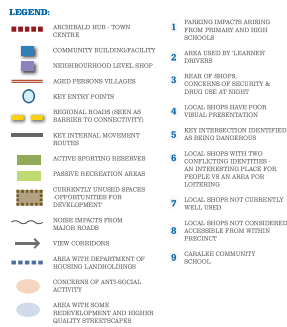 LEGEND:
ARCHIBALD HUB - TOWN
CENTRE
COMMUNITY BUILDING/FACILITY
NEIGHBOURHOOD LEVEL SHOP
AGED PERSONS VILLAGES
KEY ENTRY POINTS
REGIONAL ROADS (SEEN AS
BARRIER TO CONNECTIVITY)
KEY INTERNAL MOVEMENT
ROUTES
ACTIVE SPORTING RESERVES
PASSIVE RECREATION AREAS
CURRENTLY UNUSED SPACES
-OPPORTUNITIES FOR
DEVELOPMENT
NOISE IMPACTS FROM
MAJOR ROADS
VIEW CORRIDORS
AREA WITH DEPARTMENT OF
HOUSING LANDHOLDINGS
CONCERNS OF ANTI-SOCIAL
ACTIVITY
AREA WITH SOME
REDEVELOPMENT AND HIGHER
QUALITY STREETSCAPES
1 PARKING IMPACTS ARISING
FROM PRIMARY AND HIGH
SCHOOLS
2 AREA USED BY 'LEARNER'
DRIVERS
3 REAR OF SHOPS,
CONCERNS OF SECURITY &
DRUG USE AT NIGHT
4 LOCAL SHOPS HAVE POOR
VISUAL PRESENTATION
5 KEY INTERSECTION IDENTIFIED
AS BEING DANGEROUS
6 LOCAL SHOPS WITH TWO
CONFLICTING IDENTITIES -
AN INTERESTING PLACE FOR
PEOPLE VS AN AREA FOR
LOITERING
7 LOCAL SHOPS NOT CURRENTLY
WELL USED
8 LOCAL SHOPS NOT CONSIDERED
ACCESSIBLE FROM WITHIN
PRECINCT
9 CARALEE COMMUNITY
SCHOOL